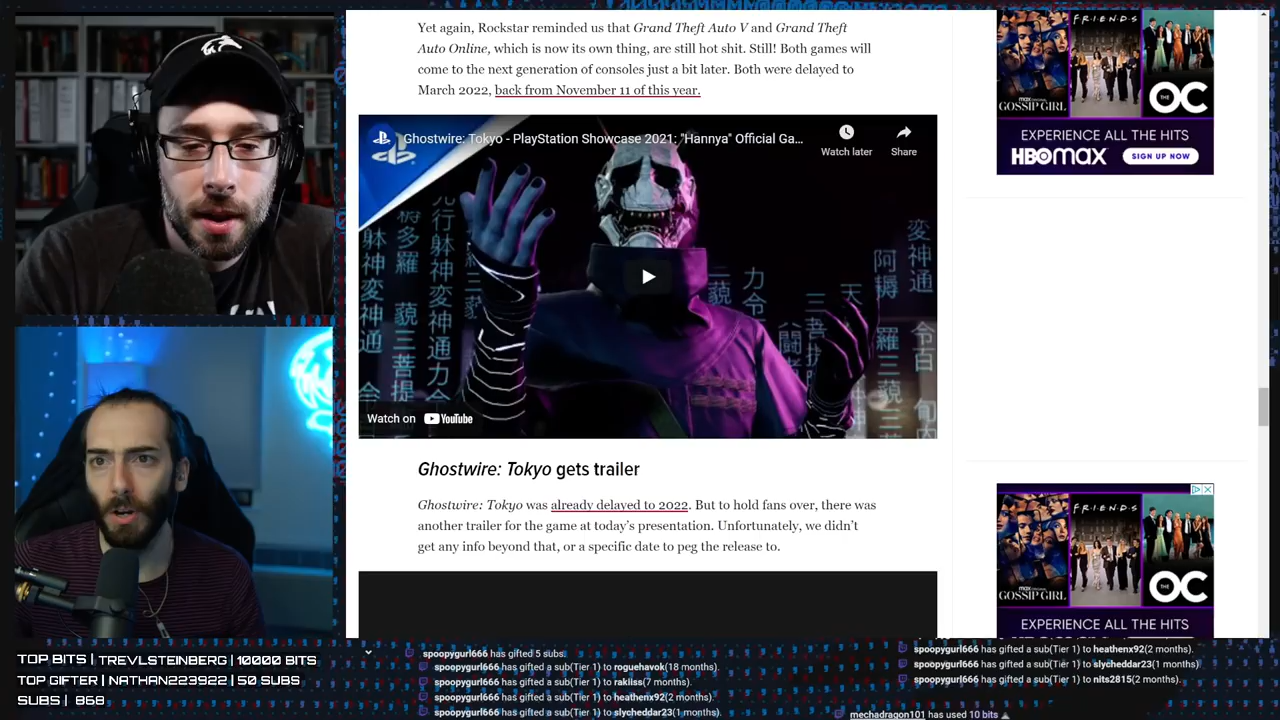 Yet again, Rockstar reminded us that Grand Theft Auto V and Grand Theft
Auto Online, which is now its own thing, are still hot shit. Still! Both games will
come to the next generation of consoles just a bit later. Both were delayed to
March 2022, back from November 11 of this year.
Ghostwire: Tokyo - PlayStation Showcase 2021: "Hannya" Official Ga...
Watch later
Share
Watch on YouTube
Ghostwire: Tokyo gets trailer
Ghostwire: Tokyo was already delayed to 2022. But to hold fans over, there was
another trailer for the game at today's presentation. Unfortunately, we didn't
get any info beyond that, or a specific date to peg the release to.
FRIENDS
max ORIGINAL
GOSSIP GIRL
THE OC
EXPERIENCE ALL THE HITS
HBOMAX
SIGN UP NOW
FRIENDS
GOSSIP GIRL
THE OC
EXPERIENCE ALL THE HITS
TOP BITS | TREVLSTEINBERG | 10000 BITS
TOP GIFTER | NATHAN223922 | 50 SUBS
SUBS | 868
spoopygurl666 has gifted 5 subs.
spoopygurl666 has gifted a sub(Tier 1) to roguehavok(18 months).
spoopygurl666 has gifted a sub(Tier 1) to rakiiss(7 months).
spoopygurl666 has gifted a sub(Tier 1) to heathenx92(2 months).
spoopygurl666 has gifted a sub(Tier 1) to slycheddar23(1 months).
spoopygurl666 has gifted a sub(Tier 1) to heathenx92(2 months).
spoopygurl666 has gifted a sub(Tier 1) to slycheddar23(1 months)
spoopygurl666 has gifted a sub(Tier 1) to nits2815(2 months).
mechadragon101 has used 10 bits